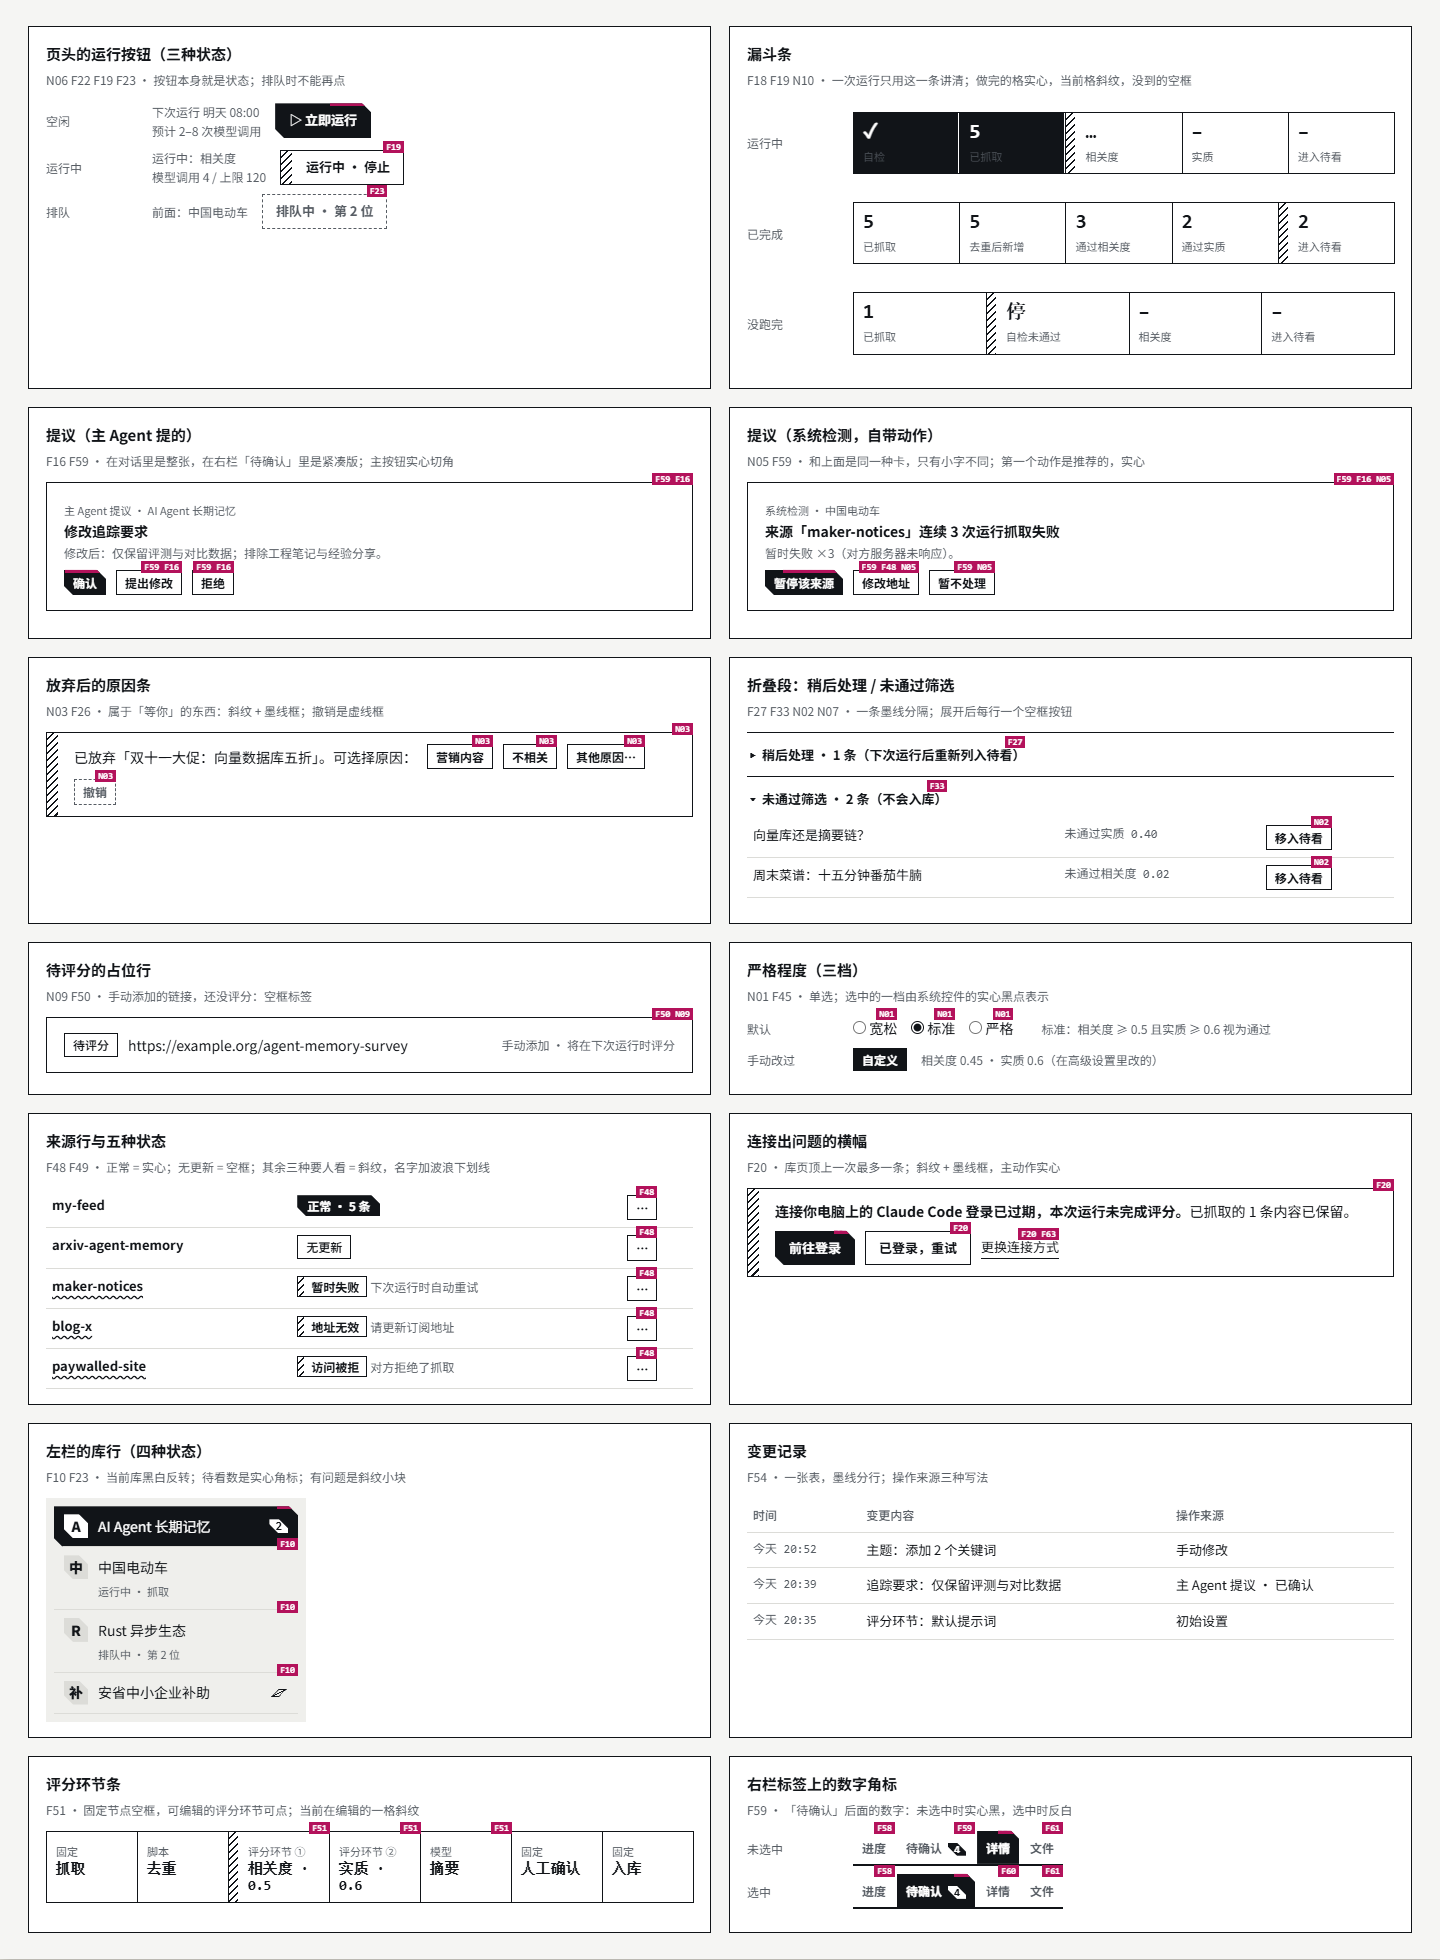 页头的运行按钮（三种状态）
N06 F22 F19 F23 · 按钮本身就是状态；排队时不能再点
空闲
下次运行 明天 08:00
预计 2–8 次模型调用
▷ 立即运行
F19
运行中
运行中：相关度
模型调用 4 / 上限 120
运行中 · 停止
F23
排队
前面：中国电动车
排队中 · 第 2 位
漏斗条
F18 F19 N10 · 一次运行只用这一条讲清；做完的格实心，当前格斜纹，没到的空框
运行中
✓ 5 … – –
自检 已抓取 相关度 实质 进入待看
已完成
5 5 3 2 2
已抓取 去重后新增 通过相关度 通过实质 进入待看
没跑完
1 停 – –
已抓取 自检未通过 相关度 进入待看
提议（主 Agent 提的）
F16 F59 · 在对话里是整张，在右栏「待确认」里是紧凑版；主按钮实心切角
F59 F16
主 Agent 提议 · AI Agent 长期记忆
修改追踪要求
修改后：仅保留评测与对比数据；排除工程笔记与经验分享。
F59 F16 F59 F16
确认 提出修改 拒绝
提议（系统检测，自带动作）
N05 F59 · 和上面是同一种卡，只有小字不同；第一个动作是推荐的，实心
F59 F16 N05
系统检测 · 中国电动车
来源「maker-notices」连续 3 次运行抓取失败
暂时失败 ×3（对方服务器未响应）。
F59 F48 N05 F59 N05
暂停该来源 修改地址 暂不处理
放弃后的原因条
N03 F26 · 属于「等你」的东西：斜纹 + 墨线框；撤销是虚线框
N03
N03 N03 N03
已放弃「双十一大促：向量数据库五折」。可选择原因： 营销内容 不相关 其他原因…
N03
撤销
折叠段：稍后处理 / 未通过筛选
F27 F33 N02 N07 · 一条墨线分隔；展开后每行一个空框按钮
F27
▸ 稍后处理 · 1 条（下次运行后重新列入待看）
F33
▾ 未通过筛选 · 2 条（不会入库）
N02
向量库还是摘要链？ 未通过实质 0.40 移入待看
N02
周末菜谱：十五分钟番茄牛腩 未通过相关度 0.02 移入待看
待评分的占位行
N09 F50 · 手动添加的链接，还没评分：空框标签
F50 N09
待评分 https://example.org/agent-memory-survey 手动添加 · 将在下次运行时评分
严格程度（三档）
N01 F45 · 单选；选中的一档由系统控件的实心黑点表示
N01 N01 N01
默认 宽松 标准 严格 标准：相关度 ⩾ 0.5 且实质 ⩾ 0.6 视为通过
手动改过 自定义 相关度 0.45 · 实质 0.6（在高级设置里改的）
来源行与五种状态
F48 F49 · 正常 = 实心；无更新 = 空框；其余三种要人看 = 斜纹，名字加波浪下划线
F48
my-feed 正常 · 5 条 …
F48
arxiv-agent-memory 无更新 …
F48
maker-notices 暂时失败 下次运行时自动重试 …
F48
blog-x 地址无效 请更新订阅地址 …
F48
paywalled-site 访问被拒 对方拒绝了抓取 …
连接出问题的横幅
F20 · 库页顶上一次最多一条；斜纹 + 墨线框，主动作实心
F20
连接你电脑上的 Claude Code 登录已过期，本次运行未完成评分。已抓取的 1 条内容已保留。
F20 F20 F63
前往登录 已登录，重试 更换连接方式
左栏的库行（四种状态）
F10 F23 · 当前库黑白反转；待看数是实心角标；有问题是斜纹小块
A AI Agent 长期记忆 2
F10
中 中国电动车
运行中 · 抓取
F10
R Rust 异步生态
排队中 · 第 2 位
F10
补 安省中小企业补助
变更记录
F54 · 一张表，墨线分行；操作来源三种写法
时间 变更内容 操作来源
今天 20:52 主题：添加 2 个关键词 手动修改
今天 20:39 追踪要求：仅保留评测与对比数据 主 Agent 提议 · 已确认
今天 20:35 评分环节：默认提示词 初始设置
评分环节条
F51 · 固定节点空框，可编辑的评分环节可点；当前在编辑的一格斜纹
F51 F51 F51
固定 脚本 评分环节 ① 评分环节 ② 模型 固定 固定
抓取 去重 相关度 · 实质 · 摘要 人工确认 入库
0.5 0.6
右栏标签上的数字角标
F59 · 「待确认」后面的数字：未选中时实心黑，选中时反白
F58 F59 F61
未选中 进度 待确认 4 详情 文件
F58 F60 F61
选中 进度 待确认 4 详情 文件